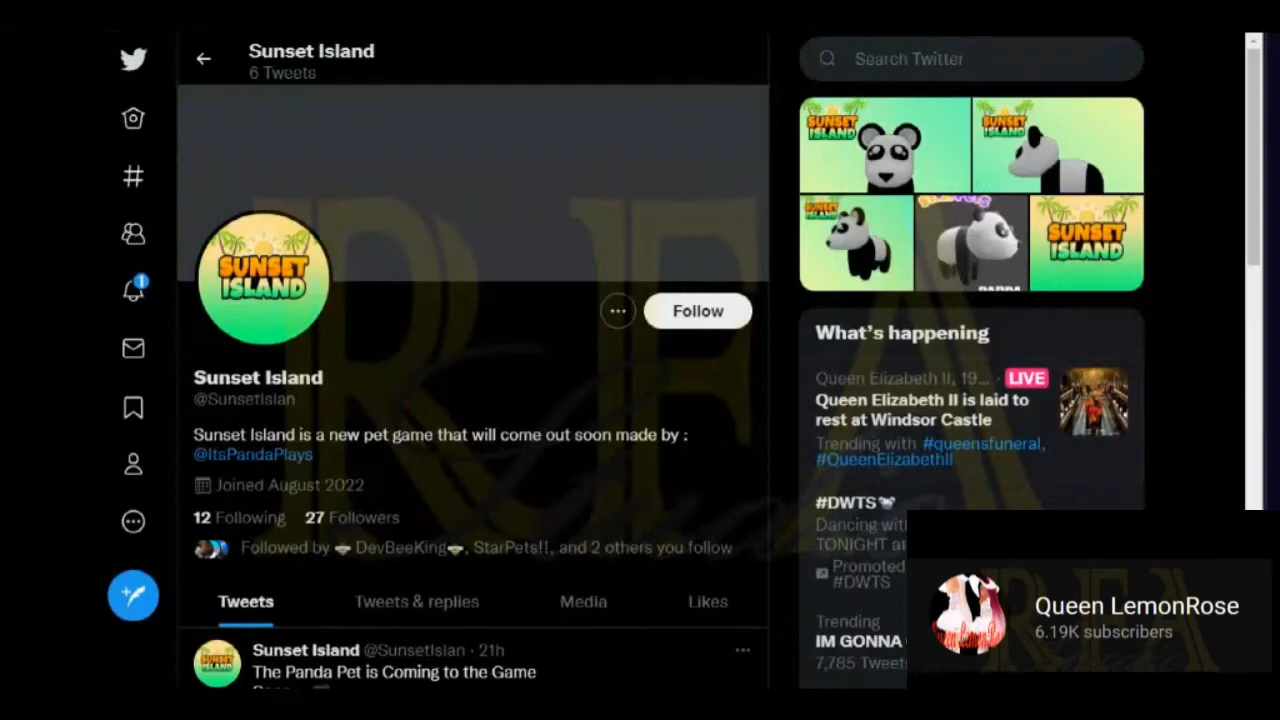 Sunset Island
6 Tweets
Search Twitter
SUNSET
ISLAND
SUNSET
ISLAND
SUNSET
ISLAND
SUNSET
ISLAND
SUNSET
ISLAND
Follow
Sunset Island
@SunsetIslan
Sunset Island is a new pet game that will come out soon made by :
@ItsPandaPlays
Joined August 2022
12 Following 27 Followers
Followed by DevBeeKing, StarPets!!, and 2 others you follow
Tweets Tweets & replies Media Likes
Sunset Island @SunsetIslan · 21h
The Panda Pet is Coming to the Game
What's happening
Queen Elizabeth II, 19... · LIVE
Queen Elizabeth II is laid to
rest at Windsor Castle
Trending with #queensfuneral,
#QueenElizabethII
#DWTS
Dancing with
TONIGHT at
Promoted
#DWTS
Trending
IM GONNA
7,785 Tweet
Queen LemonRose
6.19K subscribers
RFA
1